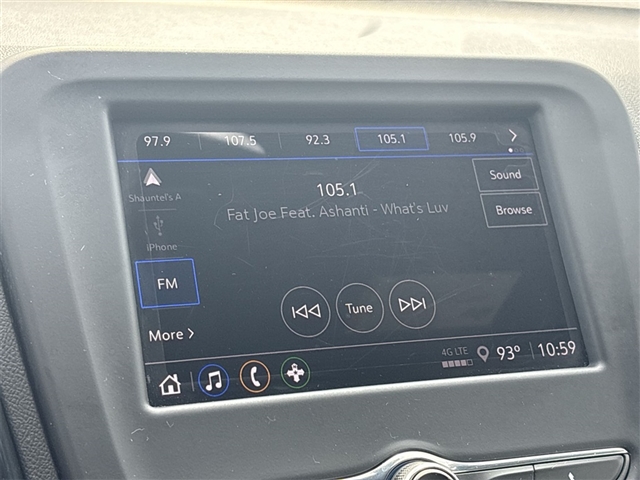 97.9 107.5 92.3 105.1 105.9
Shauntel's A
105.1
Sound
Fat Joe Feat. Ashanti - What's Luv
Browse
iPhone
FM
Tune
More
4G LTE 93° 10:59